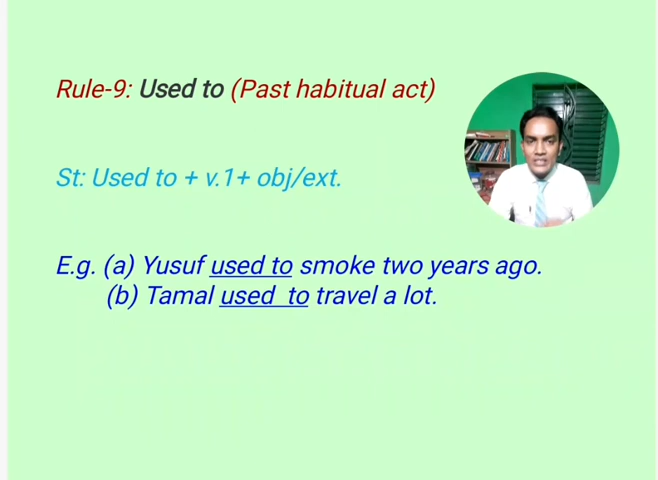 Rule-9: Used to (Past habitual act)
St: Used to + v.1+ obj/ext.
E.g. (a) Yusuf used to smoke two years ago.
(b) Tamal used to travel a lot.